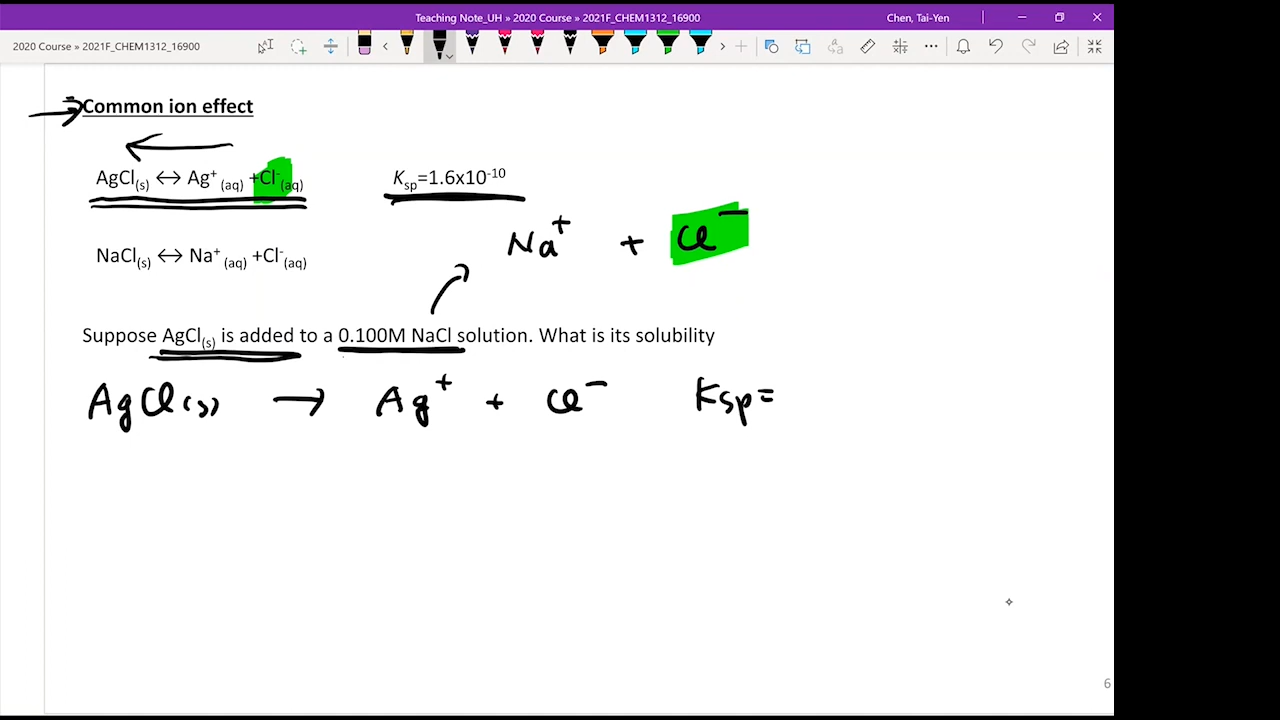 Teaching Note_UH » 2020 Course » 2021F_CHEM1312_16900
Chen, Tai-Yen
2020 Course » 2021F_CHEM1312_16900
Common ion effect
AgCl(s) ↔ Ag⁺ (aq) +Cl⁻(aq)
Ksp=1.6x10⁻¹⁰
Na⁺ + Cl⁻
NaCl(s) ↔ Na⁺ (aq) +Cl⁻(aq)
Suppose AgCl(s) is added to a 0.100M NaCl solution. What is its solubility
AgCl(s) → Ag⁺ + Cl⁻ Ksp=
6